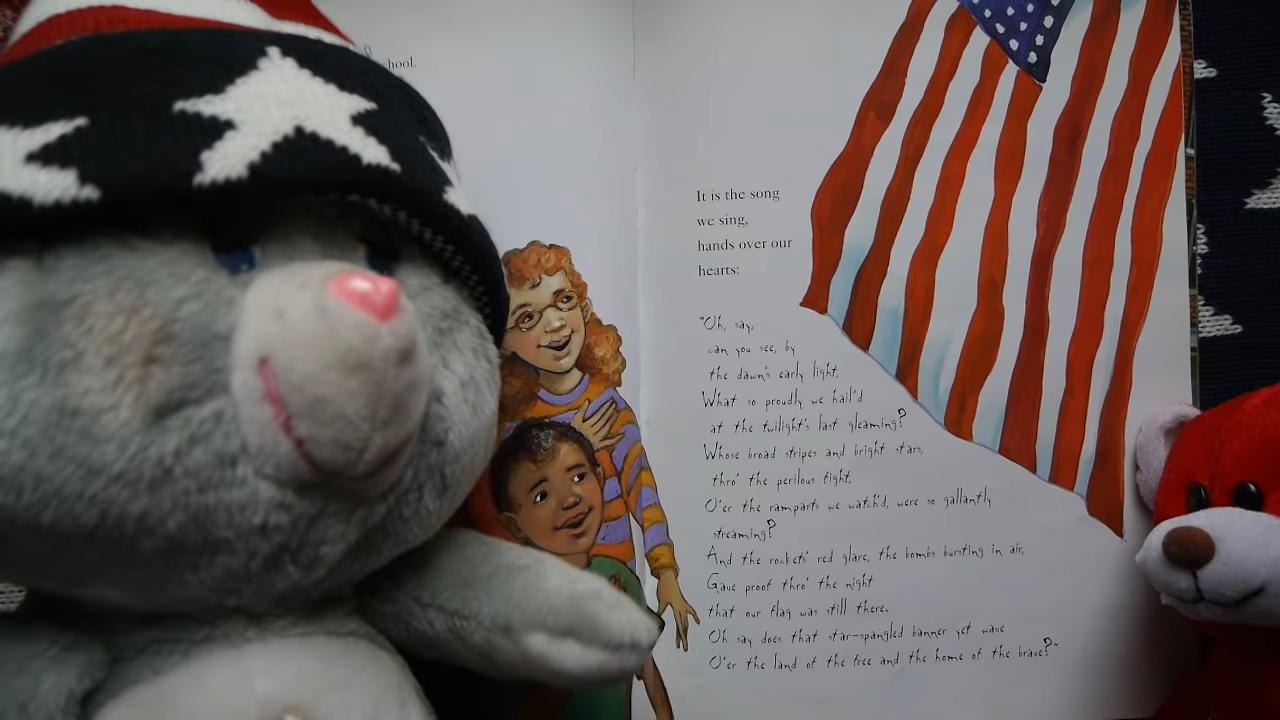 hool.
It is the song
we sing,
hands over our
hearts:
"Oh, say,
can you see, by
the dawn's early light,
What so proudly we hail'd
at the twilight's last gleaming?
Whose broad stripes and bright stars,
thro' the perilous fight,
O'er the ramparts we watch'd, were so gallantly
streaming?
And the rockets' red glare, the bombs bursting in air,
Gave proof thro' the night
that our flag was still there.
Oh say does that star-spangled banner yet wave
O'er the land of the free and the home of the brave?"